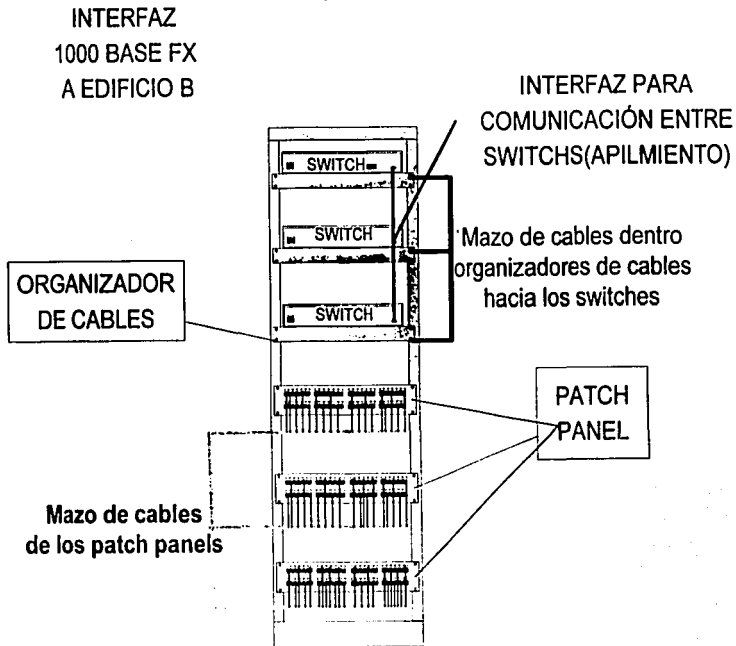 INTERFAZ
1000 BASE FX
A EDIFICIO B
INTERFAZ PARA
COMUNICACIÓN ENTRE
SWITCHS(APILMIENTO)
SWITCH
SWITCH
SWITCH
Mazo de cables dentro
organizadores de cables
hacia los switches
ORGANIZADOR
DE CABLES
PATCH
PANEL
Mazo de cables
de los patch panels